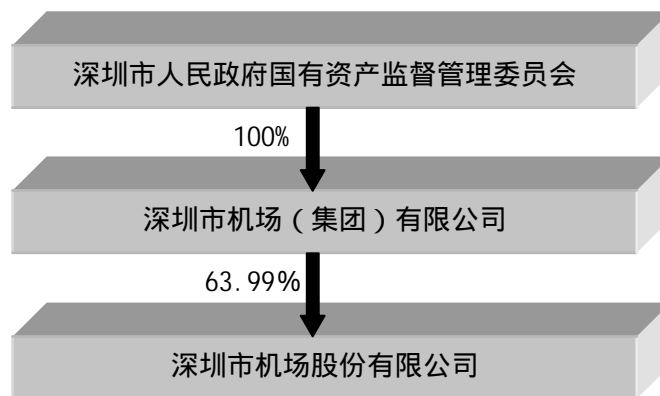 深圳市人民政府国有资产监督管理委员会
100%
深圳市机场（集团）有限公司
63.99%
深圳市机场股份有限公司